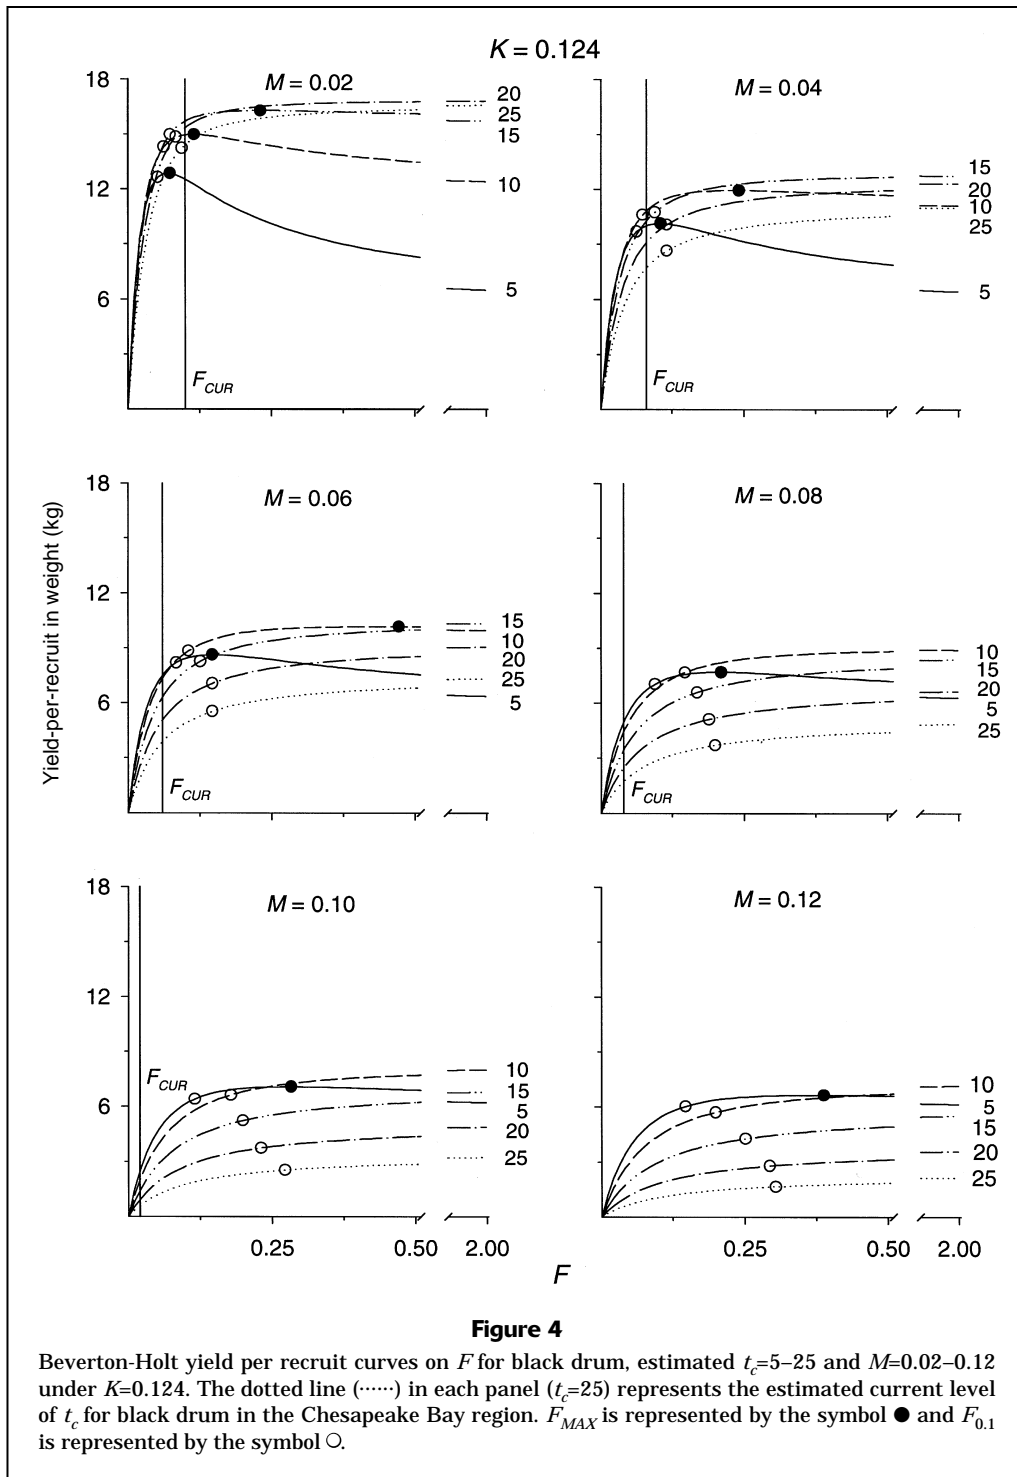 K = 0.124
M = 0.02
18
12
6
20
25
15
10
5
F_CUR
M = 0.04
15
20
10
25
5
F_CUR
Yield-per-recruit in weight (kg)
M = 0.06
18
12
6
15
10
20
25
5
F_CUR
M = 0.08
10
15
20
5
25
F_CUR
M = 0.10
18
12
6
F_CUR
10
15
5
20
25
0.25 0.50 2.00
M = 0.12
10
5
15
20
25
0.25 0.50 2.00
F
Figure 4
Beverton-Holt yield per recruit curves on F for black drum, estimated t_c=5–25 and M=0.02–0.12
under K=0.124. The dotted line (······) in each panel (t_c=25) represents the estimated current level
of t_c for black drum in the Chesapeake Bay region. F_MAX is represented by the symbol ● and F_0.1
is represented by the symbol ○.